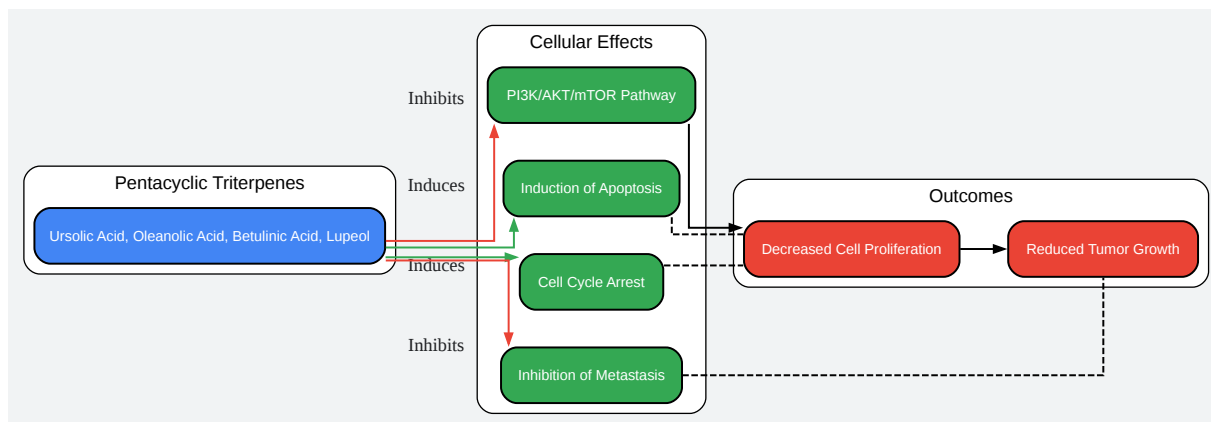 Pentacyclic Triterpenes
Ursolic Acid, Oleanolic Acid, Betulinic Acid, Lupeol
Inhibits
Induces
Induces
Inhibits
Cellular Effects
PI3K/AKT/mTOR Pathway
Induction of Apoptosis
Cell Cycle Arrest
Inhibition of Metastasis
Outcomes
Decreased Cell Proliferation
Reduced Tumor Growth